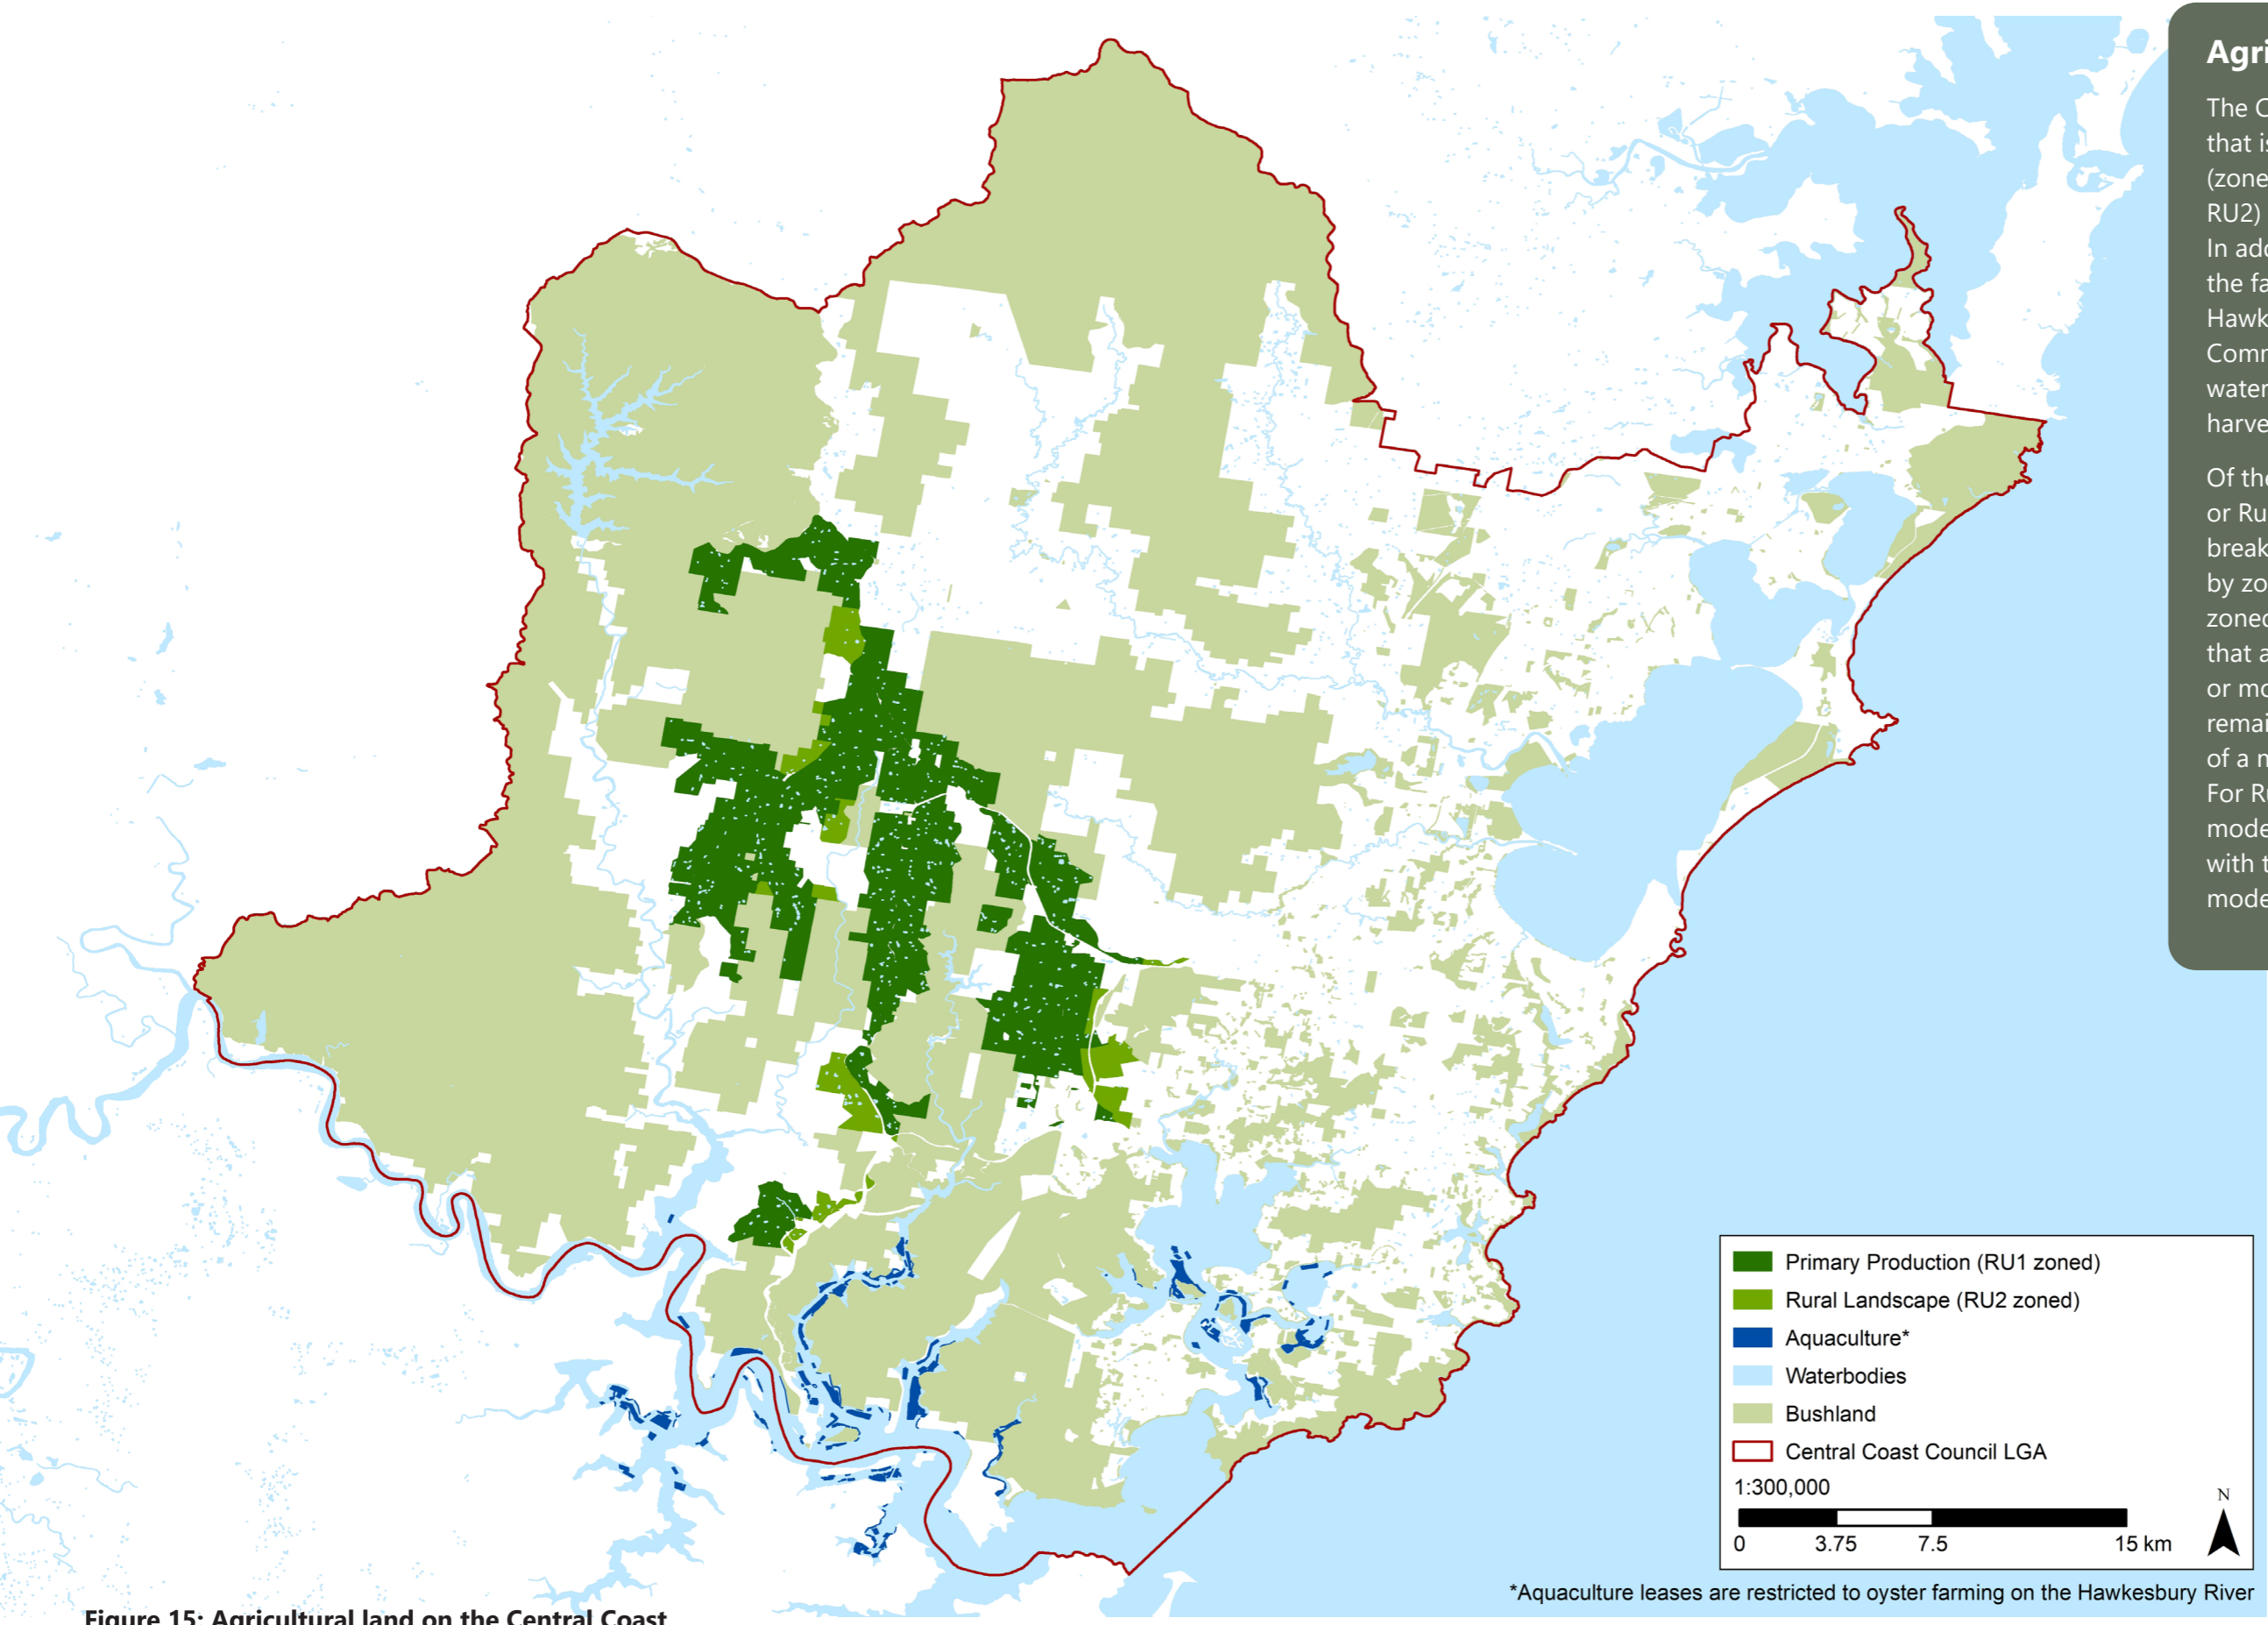 Agri
The C
that is
(zone
RU2)
In add
the fa
Hawk
Comm
water
harve
Of the
or Ru
break
by zo
zoned
that a
or mo
remai
of a n
For Ru
mode
with t
mode
Primary Production (RU1 zoned)
Rural Landscape (RU2 zoned)
Aquaculture*
Waterbodies
Bushland
Central Coast Council LGA
1:300,000
N
0 3.75 7.5 15 km
*Aquaculture leases are restricted to oyster farming on the Hawkesbury River
Figure 15: Agricultural land on the Central Coast